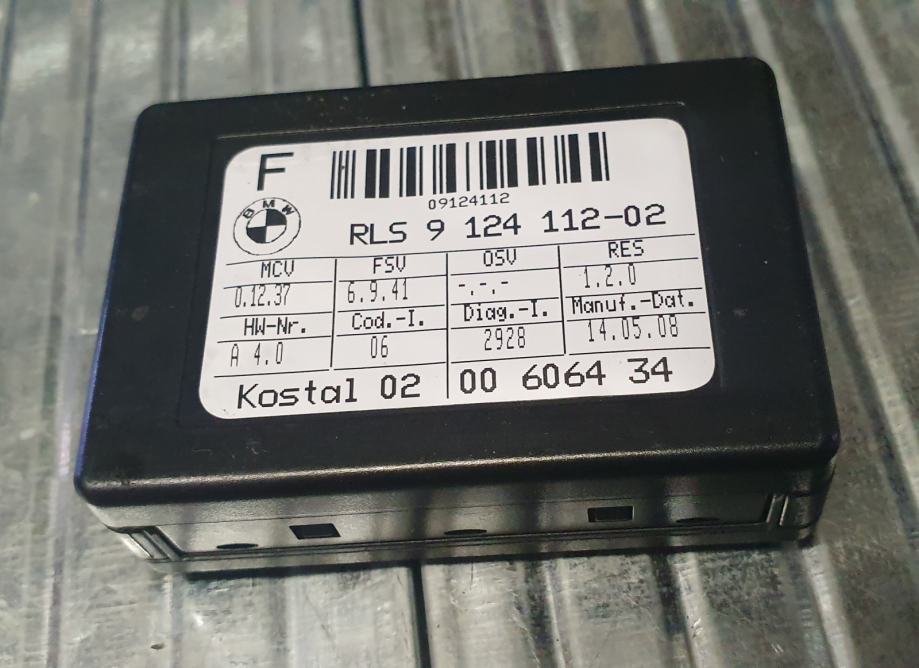 F
09124112
BMW
RLS 9 124 112-02
MCV FSV OSV RES
0.12.37 6.9.41 -.-.- 1.2.0
HW-Nr. Cod.-I. Diag.-I. Manuf.-Dat.
A 4.0 06 2928 14.05.08
Kostal 02 00 6064 34